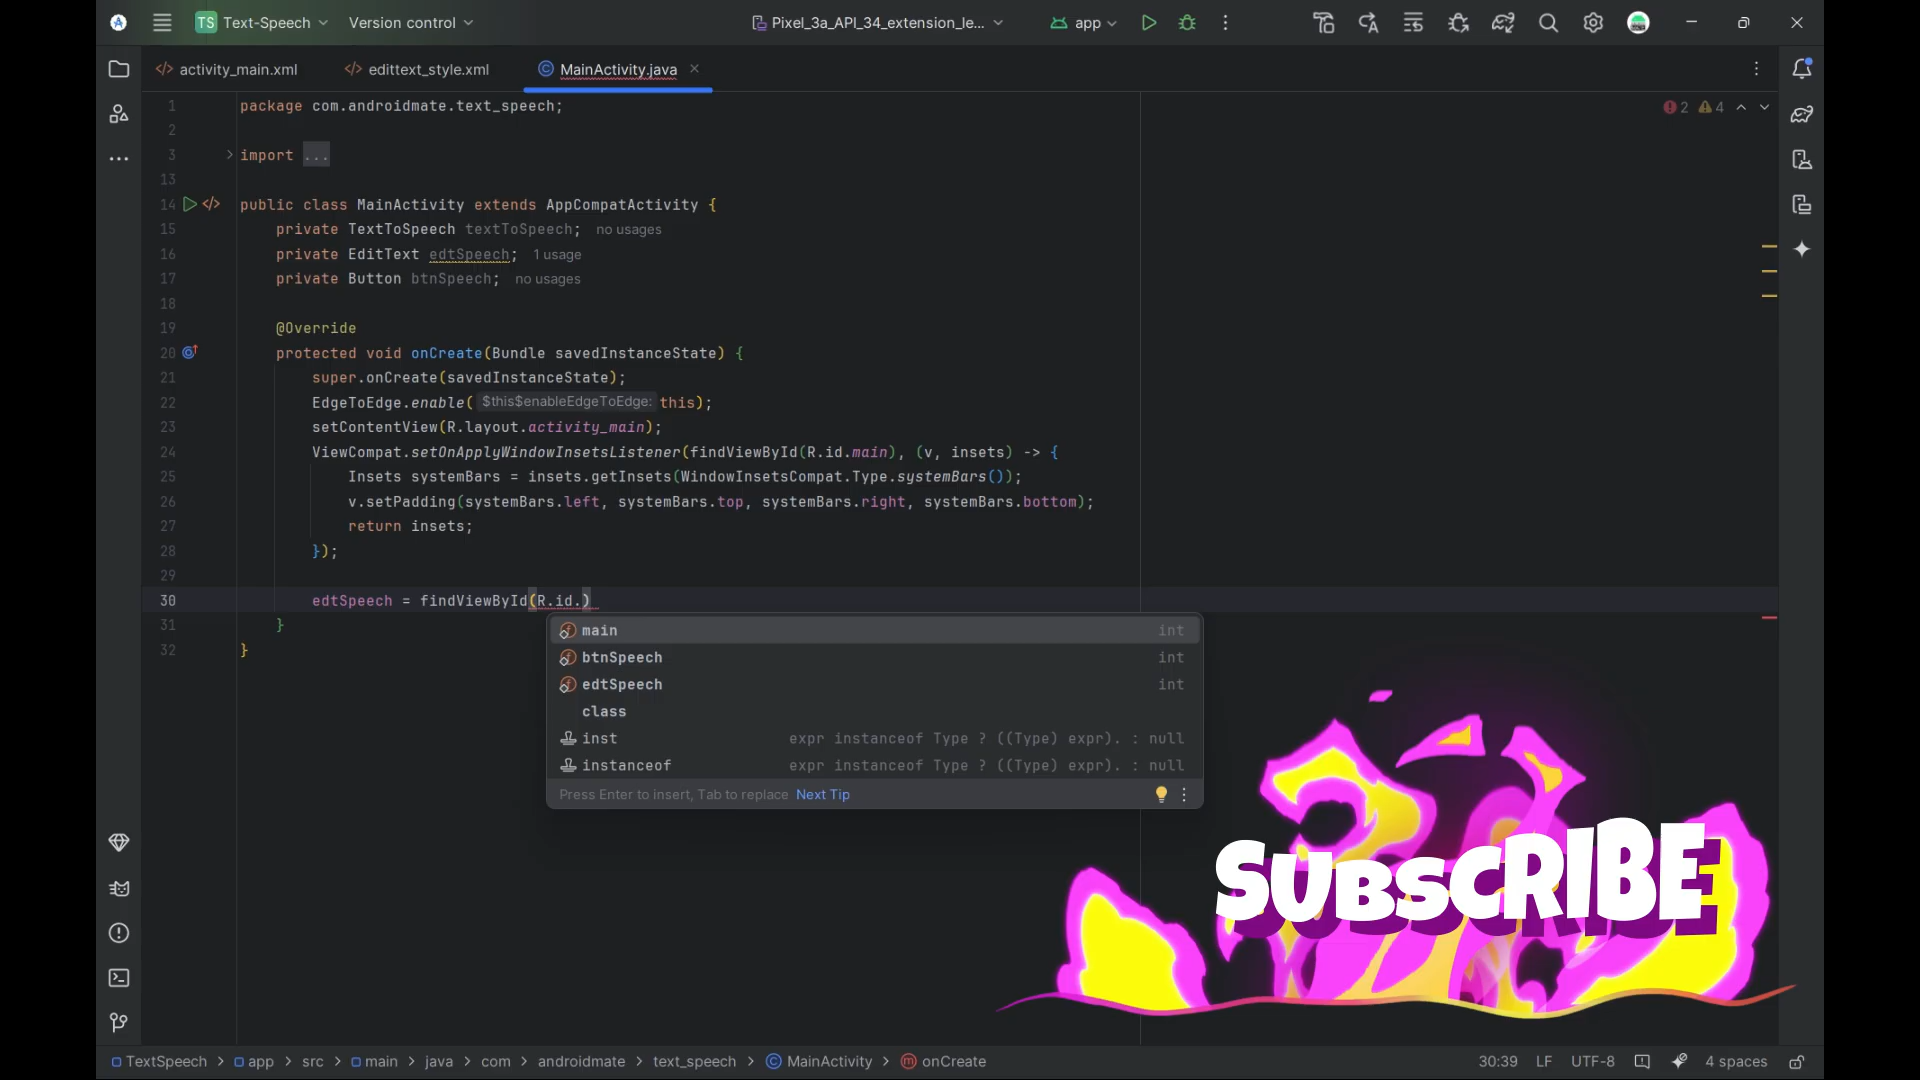 TS Text-Speech Version control Pixel_3a_API_34_extension_le... app
activity_main.xml edittext_style.xml MainActivity.java
1 package com.androidmate.text_speech; 2 4
2
3 import ...
13
14 public class MainActivity extends AppCompatActivity {
15 private TextToSpeech textToSpeech; no usages
16 private EditText edtSpeech; 1 usage
17 private Button btnSpeech; no usages
18
19 @Override
20 protected void onCreate(Bundle savedInstanceState) {
21 super.onCreate(savedInstanceState);
22 EdgeToEdge.enable( $this$enableEdgeToEdge: this);
23 setContentView(R.layout.activity_main);
24 ViewCompat.setOnApplyWindowInsetsListener(findViewById(R.id.main), (v, insets) -> {
25 Insets systemBars = insets.getInsets(WindowInsetsCompat.Type.systemBars());
26 v.setPadding(systemBars.left, systemBars.top, systemBars.right, systemBars.bottom);
27 return insets;
28 });
29
30 edtSpeech = findViewById(R.id.)
31 }
32 }
main int
btnSpeech int
edtSpeech int
class
inst expr instanceof Type ? ((Type) expr). : null
instanceof expr instanceof Type ? ((Type) expr). : null
Press Enter to insert, Tab to replace Next Tip
SUBSCRIBE
TextSpeech > app > src > main > java > com > androidmate > text_speech > MainActivity > onCreate 30:39 LF UTF-8 4 spaces